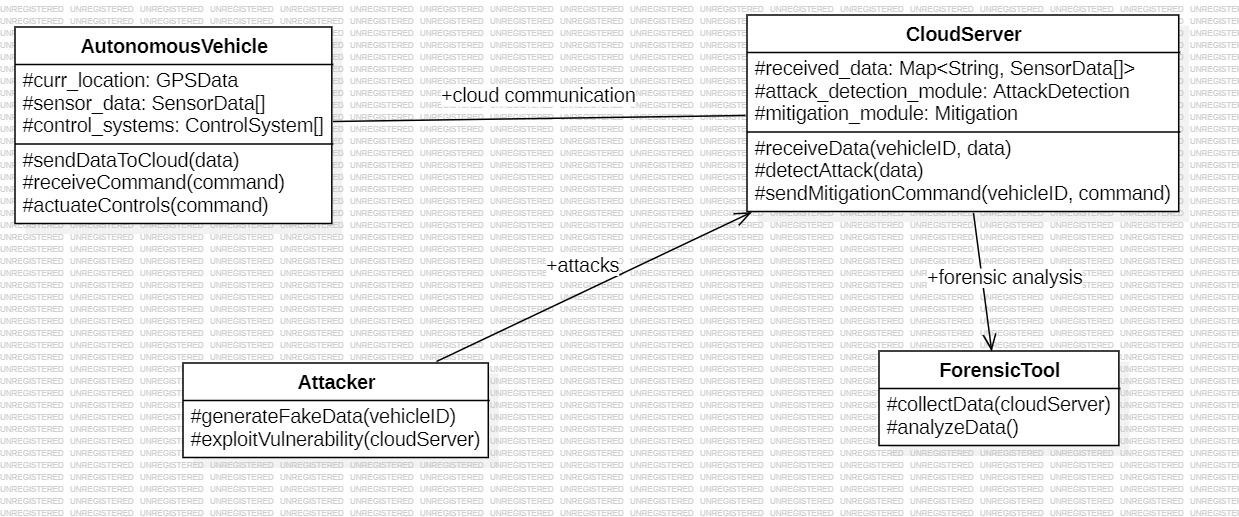 AutonomousVehicle
#curr_location: GPSData
#sensor_data: SensorData[]
#control_systems: ControlSystem[]
#sendDataToCloud(data)
#receiveCommand(command)
#actuateControls(command)
+cloud communication
CloudServer
#received_data: Map<String, SensorData[]>
#attack_detection_module: AttackDetection
#mitigation_module: Mitigation
#receiveData(vehicleID, data)
#detectAttack(data)
#sendMitigationCommand(vehicleID, command)
+attacks
+forensic analysis
Attacker
#generateFakeData(vehicleID)
#exploitVulnerability(cloudServer)
ForensicTool
#collectData(cloudServer)
#analyzeData()
UNREGISTERED